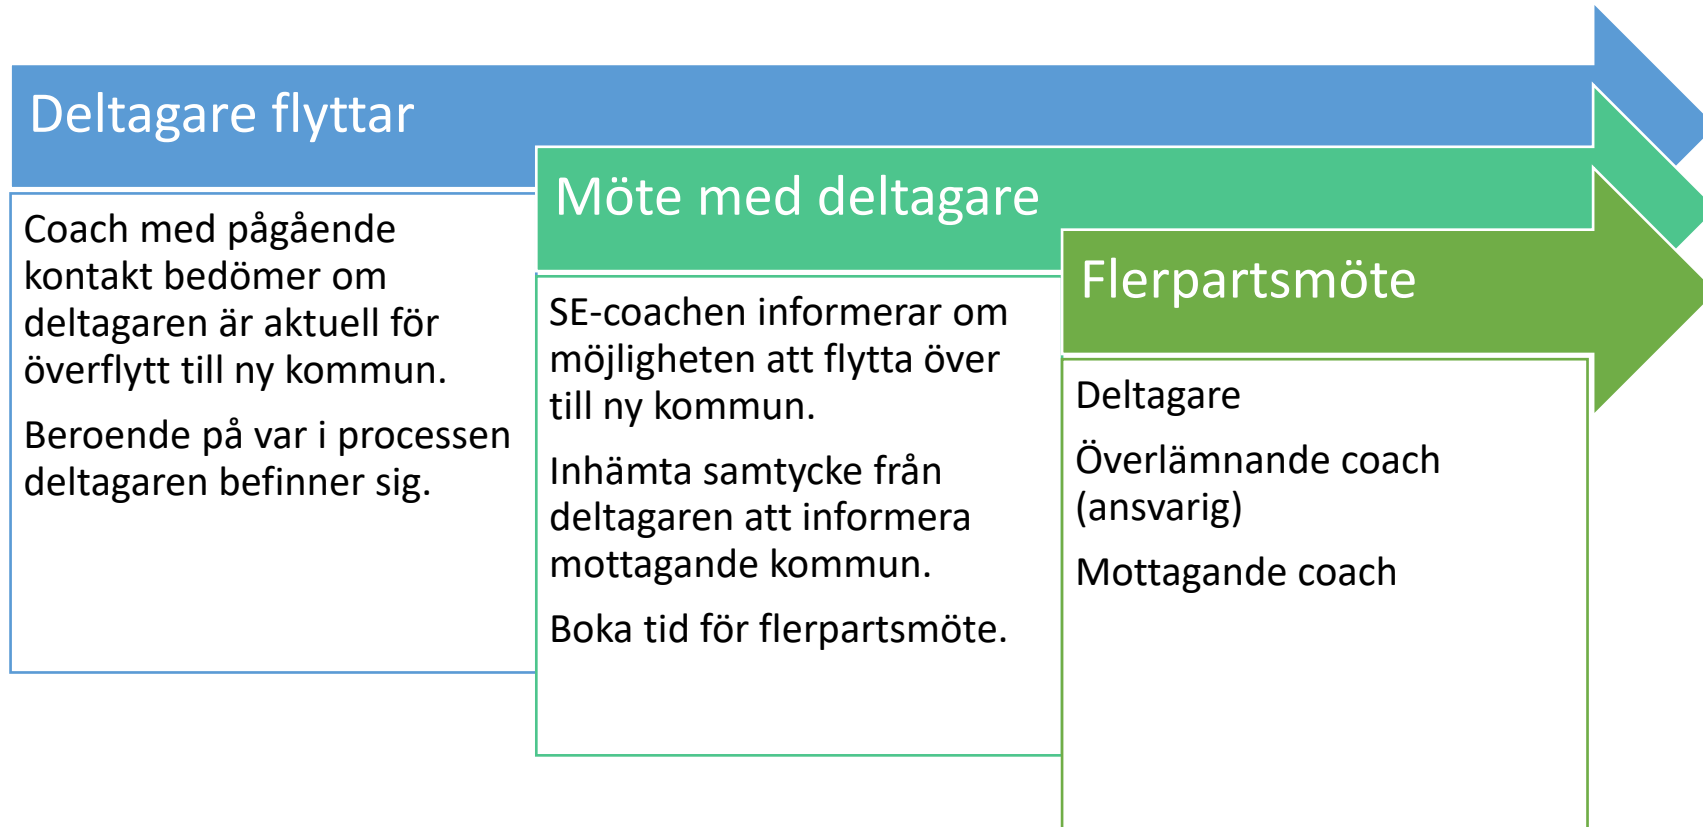 Deltagare flyttar
Coach med pågående
kontakt bedömer om
deltagaren är aktuell för
överflytt till ny kommun.
Beroende på var i processen
deltagaren befinner sig.
Möte med deltagare
SE-coachen informerar om
möjligheten att flytta över
till ny kommun.
Inhämta samtycke från
deltagaren att informera
mottagande kommun.
Boka tid för flerpartsmöte.
Flerpartsmöte
Deltagare
Överlämnande coach
(ansvarig)
Mottagande coach